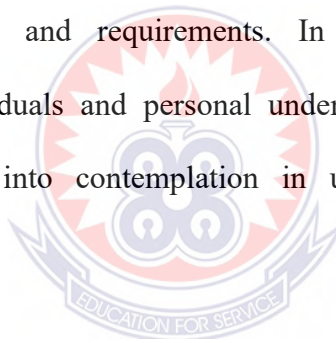 and requirements. In
duals and personal under
into contemplation in u
EDUCATION FOR SERVICE